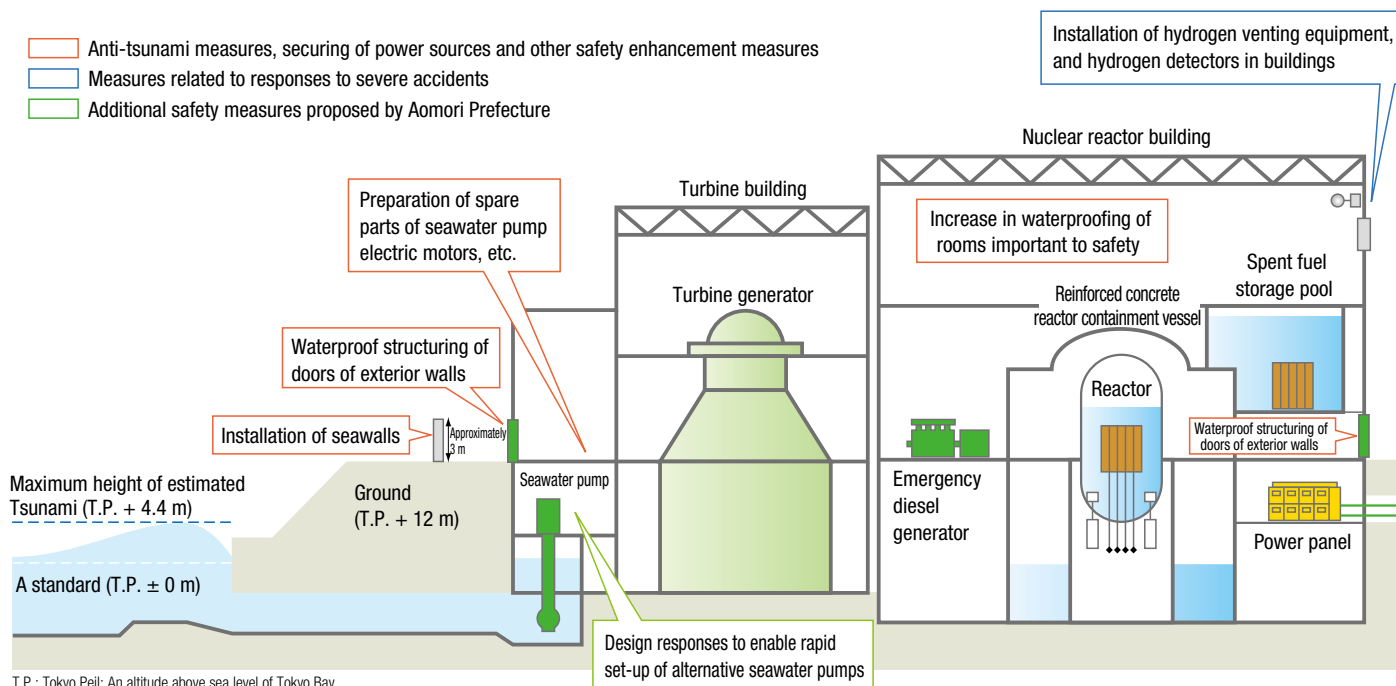 Anti-tsunami measures, securing of power sources and other safety enhancement measures
Measures related to responses to severe accidents
Additional safety measures proposed by Aomori Prefecture
Installation of hydrogen venting equipment,
and hydrogen detectors in buildings
Nuclear reactor building
Turbine building
Preparation of spare
parts of seawater pump
electric motors, etc.
Increase in waterproofing of
rooms important to safety
Spent fuel
storage pool
Turbine generator
Reinforced concrete
reactor containment vessel
Waterproof structuring of
doors of exterior walls
Reactor
Installation of seawalls
Approximately
3 m
Waterproof structuring of
doors of exterior walls
Maximum height of estimated
Tsunami (T.P. + 4.4 m)
Ground
(T.P. + 12 m)
Seawater pump
Emergency
diesel
generator
Power panel
A standard (T.P. ± 0 m)
Design responses to enable rapid
set-up of alternative seawater pumps
T.P.: Tokyo Peil: An altitude above sea level of Tokyo Bay